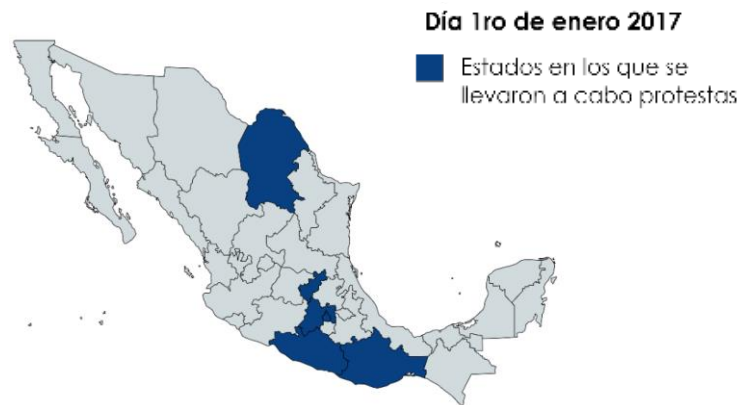 Día 1ro de enero 2017
Estados en los que se
llevaron a cabo protestas